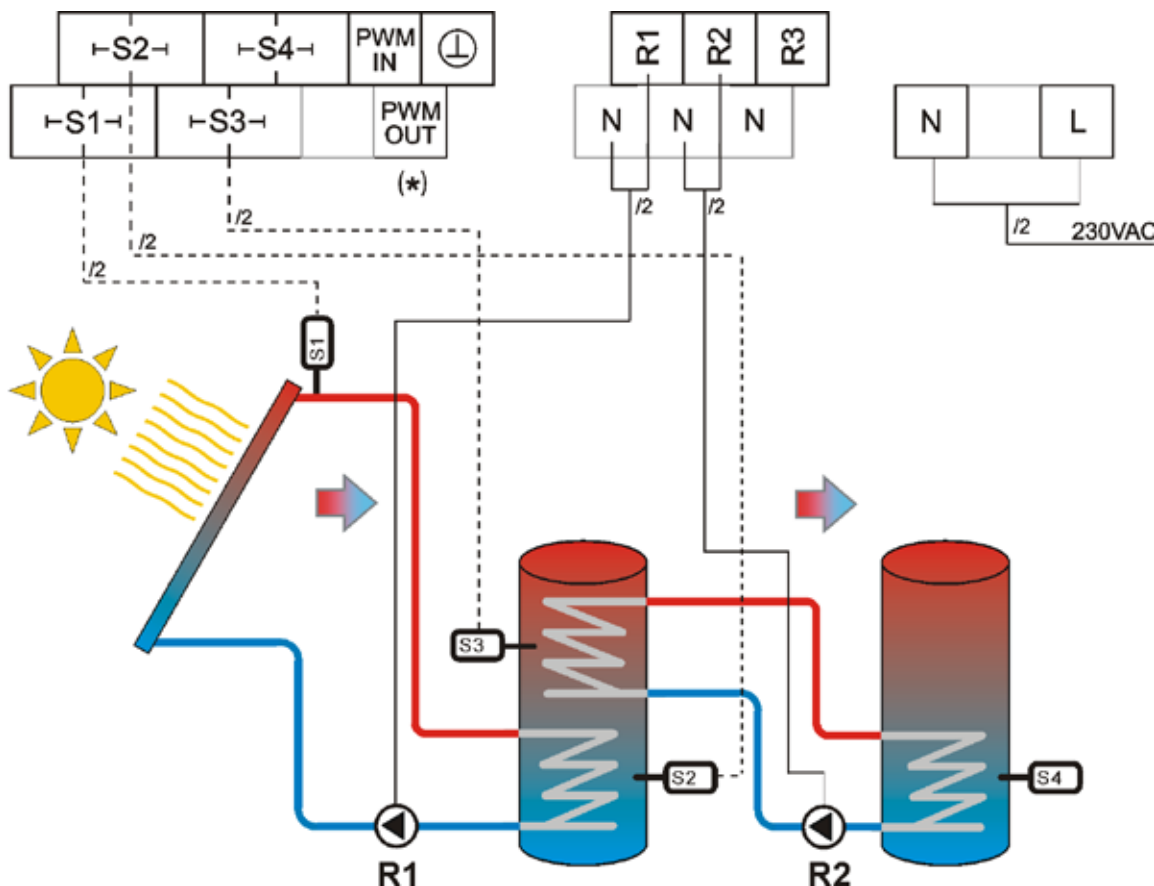 S2 S4 PWM IN
S1 S3 PWM OUT
(*)
R1 R2 R3
N N N
N L
/2
/2
/2
/2 /2
/2
230VAC
S1
S3
S2
S4
R1
R2